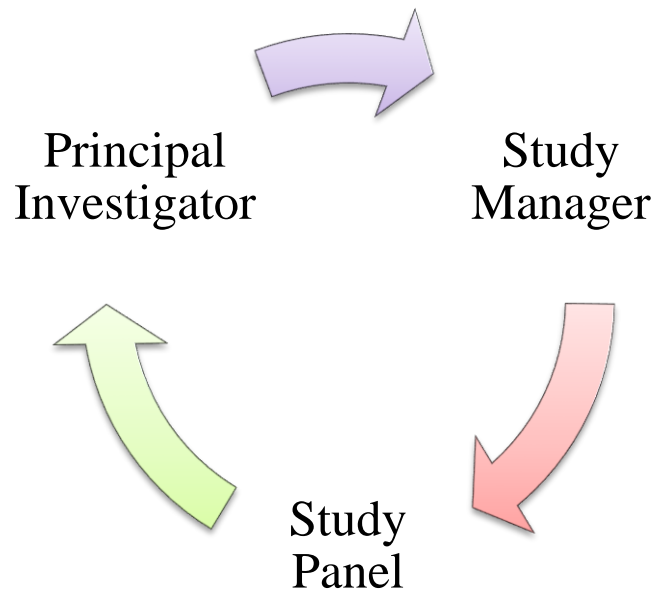 Principal
Investigator
Study
Manager
Study
Panel